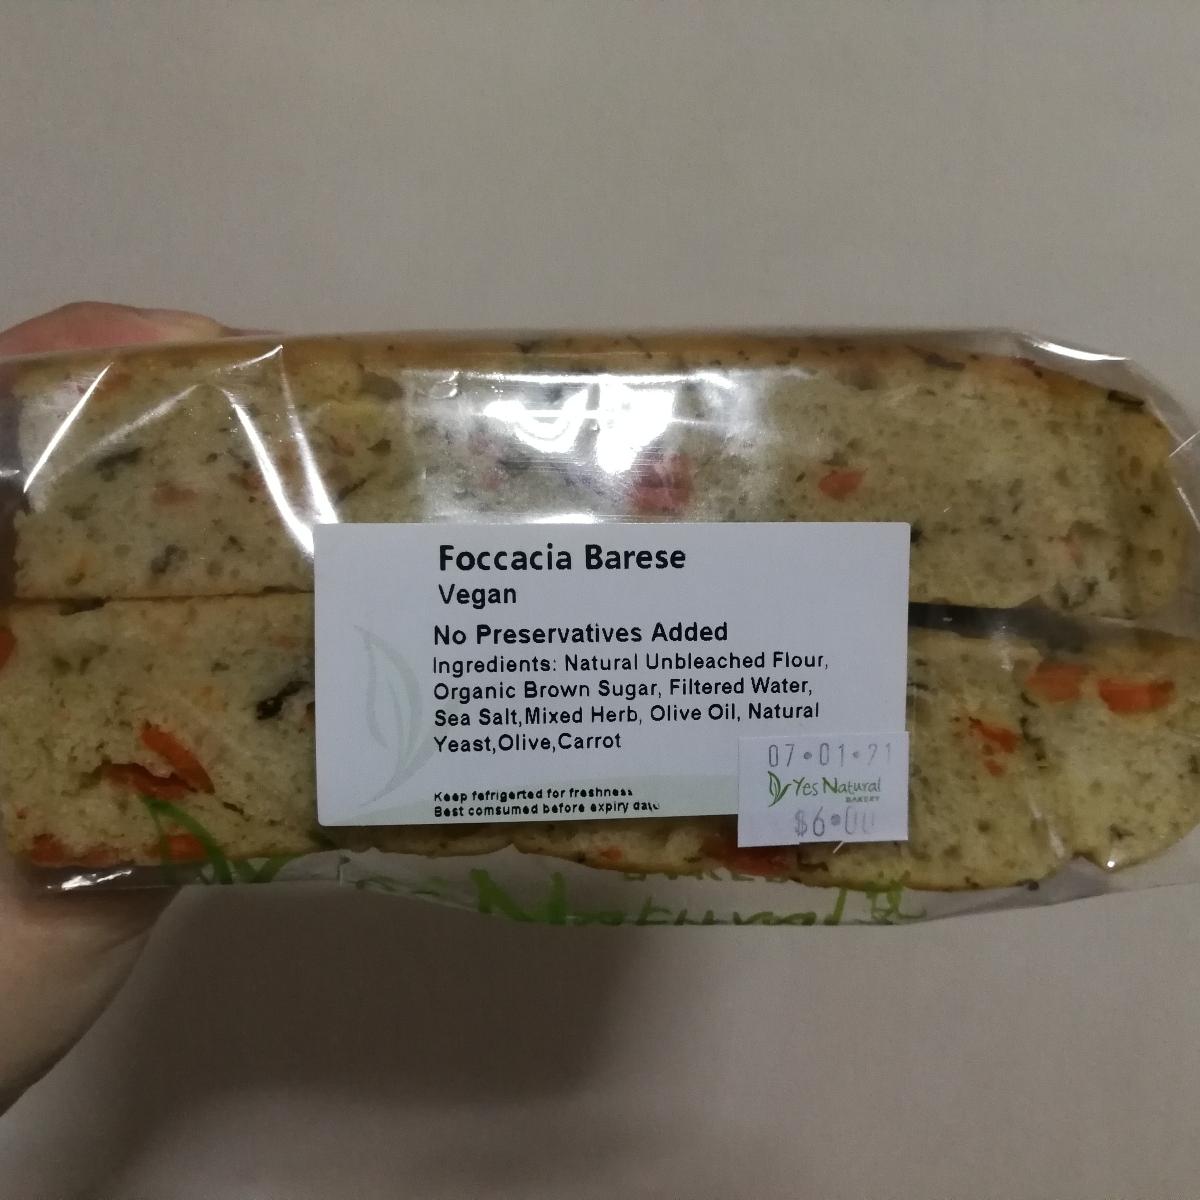 Foccacia Barese
Vegan
No Preservatives Added
Ingredients: Natural Unbleached Flour,
Organic Brown Sugar, Filtered Water,
Sea Salt,Mixed Herb, Olive Oil, Natural
Yeast,Olive,Carrot
Keep fefrigerted for freshness
Best comsumed before expiry date
07•01•21
Yes Natural
BAKERY
$6•00
Natural